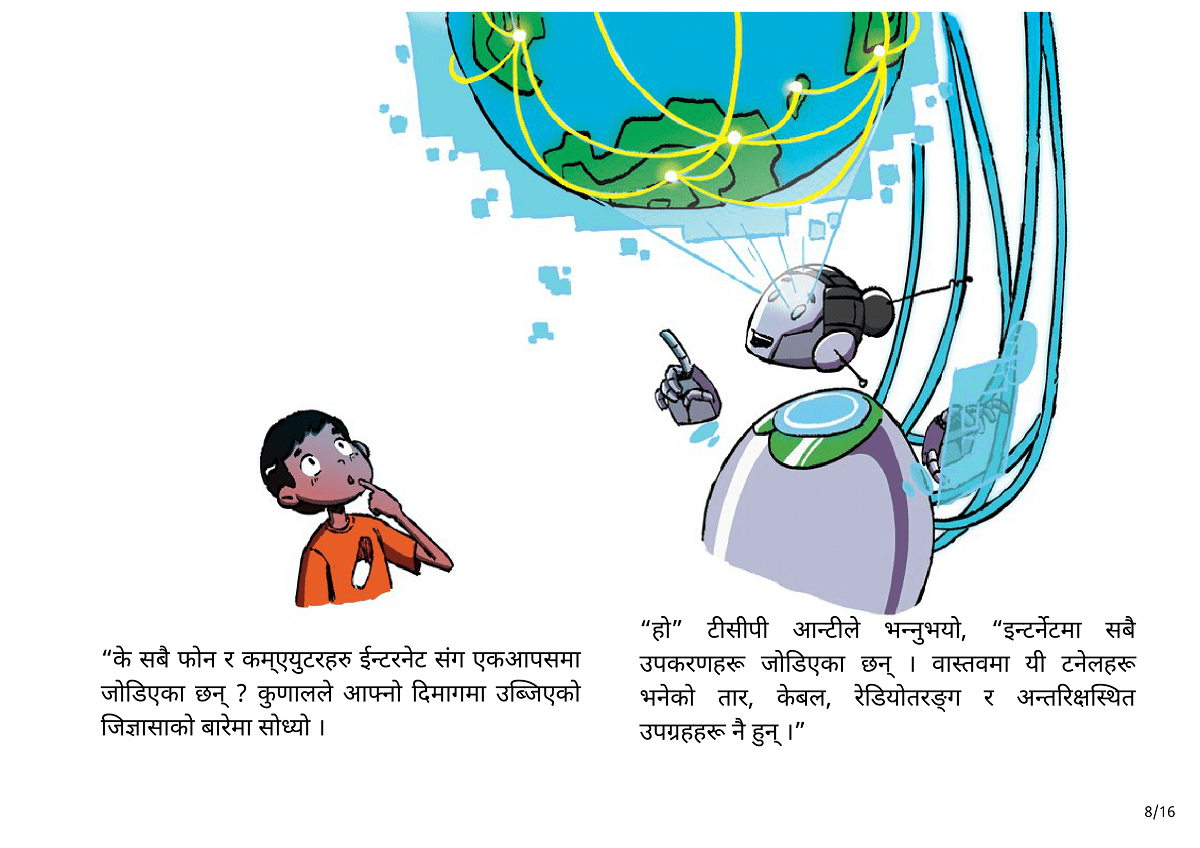 “के सबै फोन र कम्एयुटरहरु ईन्टरनेट संग एकआपसमा
जोडिएका छन् ? कुणालले आफ्नो दिमागमा उब्जिएको
जिज्ञासाको बारेमा सोध्यो ।
“हो” टीसीपी आन्टीले भन्नुभयो, “इन्टर्नेटमा सबै
उपकरणहरू जोडिएका छन् । वास्तवमा यी टनेलहरू
भनेको तार, केबल, रेडियोतरङ्ग र अन्तरिक्षस्थित
उपग्रहहरू नै हुन् ।”
8/16